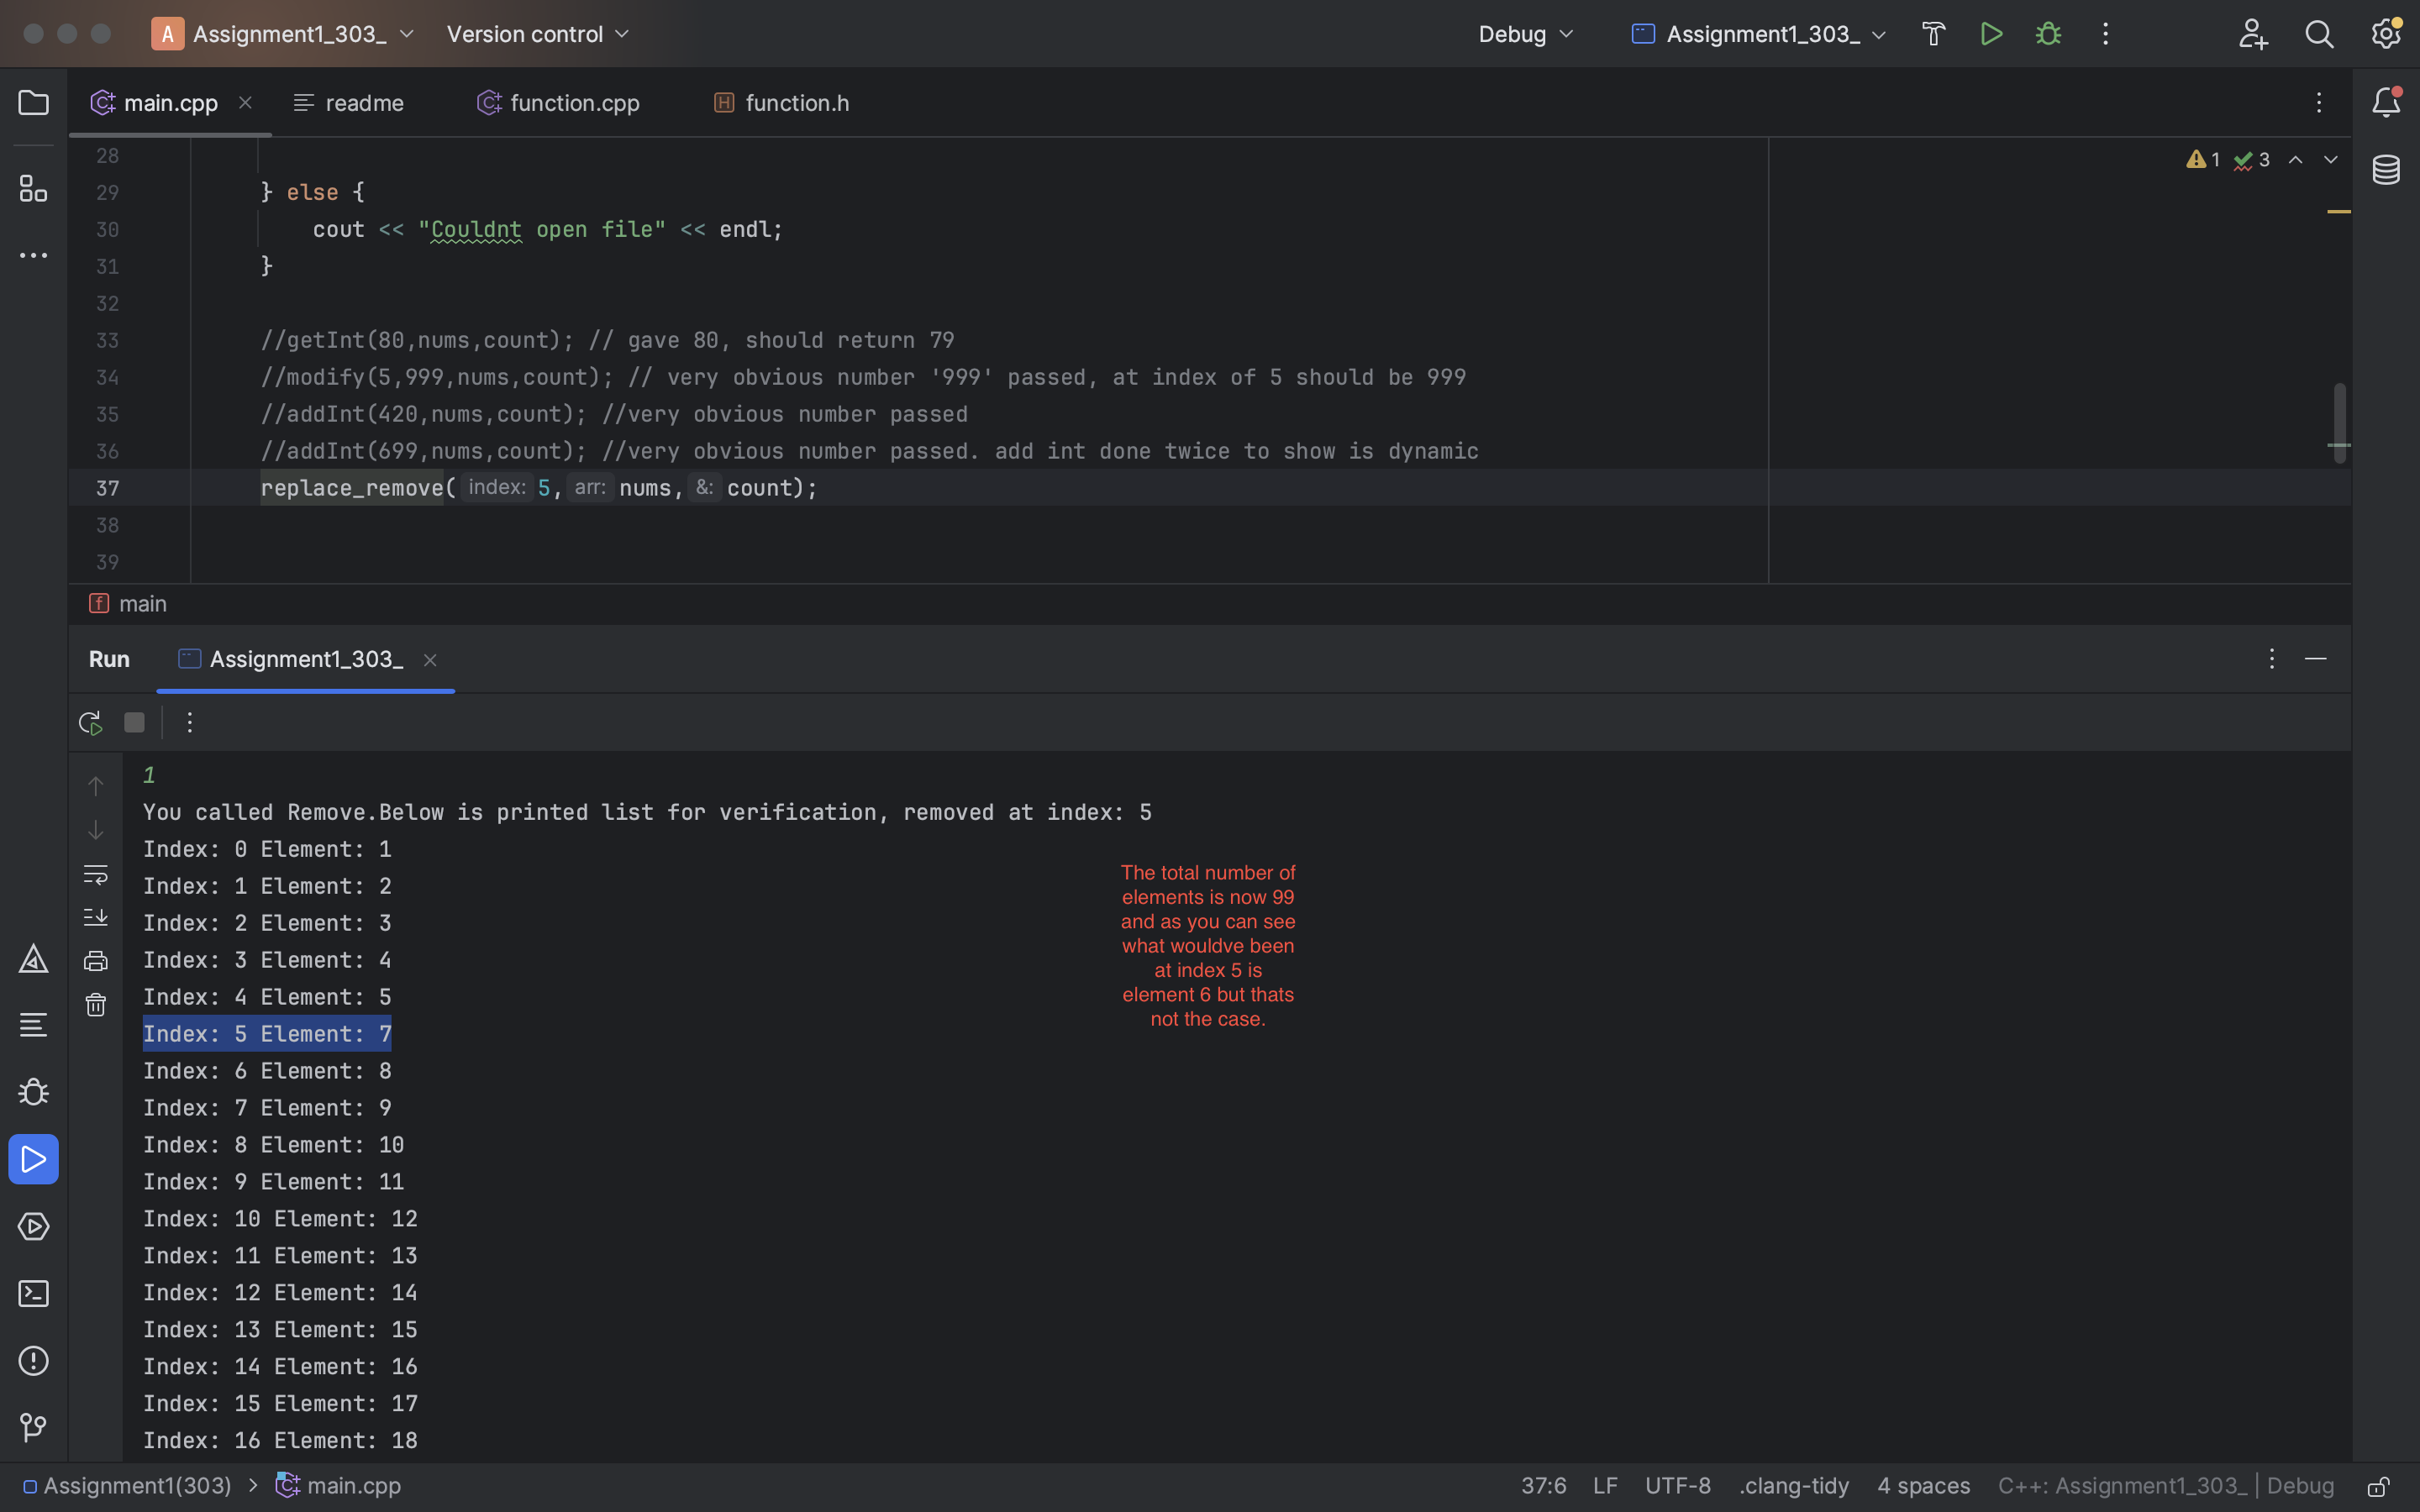 A Assignment1_303_ Version control Debug Assignment1_303_
main.cpp readme function.cpp function.h
28
29 } else {
30 cout << "Couldnt open file" << endl;
31 }
32
33 //getInt(80,nums,count); // gave 80, should return 79
34 //modify(5,999,nums,count); // very obvious number '999' passed, at index of 5 should be 999
35 //addInt(420,nums,count); //very obvious number passed
36 //addInt(699,nums,count); //very obvious number passed. add int done twice to show is dynamic
37 replace_remove( index: 5, arr: nums, &: count);
38
39
1 3
f main
Run Assignment1_303_
1
You called Remove.Below is printed list for verification, removed at index: 5
Index: 0 Element: 1
Index: 1 Element: 2
Index: 2 Element: 3
Index: 3 Element: 4
Index: 4 Element: 5
Index: 5 Element: 7
Index: 6 Element: 8
Index: 7 Element: 9
Index: 8 Element: 10
Index: 9 Element: 11
Index: 10 Element: 12
Index: 11 Element: 13
Index: 12 Element: 14
Index: 13 Element: 15
Index: 14 Element: 16
Index: 15 Element: 17
Index: 16 Element: 18
The total number of
elements is now 99
and as you can see
what wouldve been
at index 5 is
element 6 but thats
not the case.
Assignment1(303) > main.cpp 37:6 LF UTF-8 .clang-tidy 4 spaces C++: Assignment1_303_ | Debug